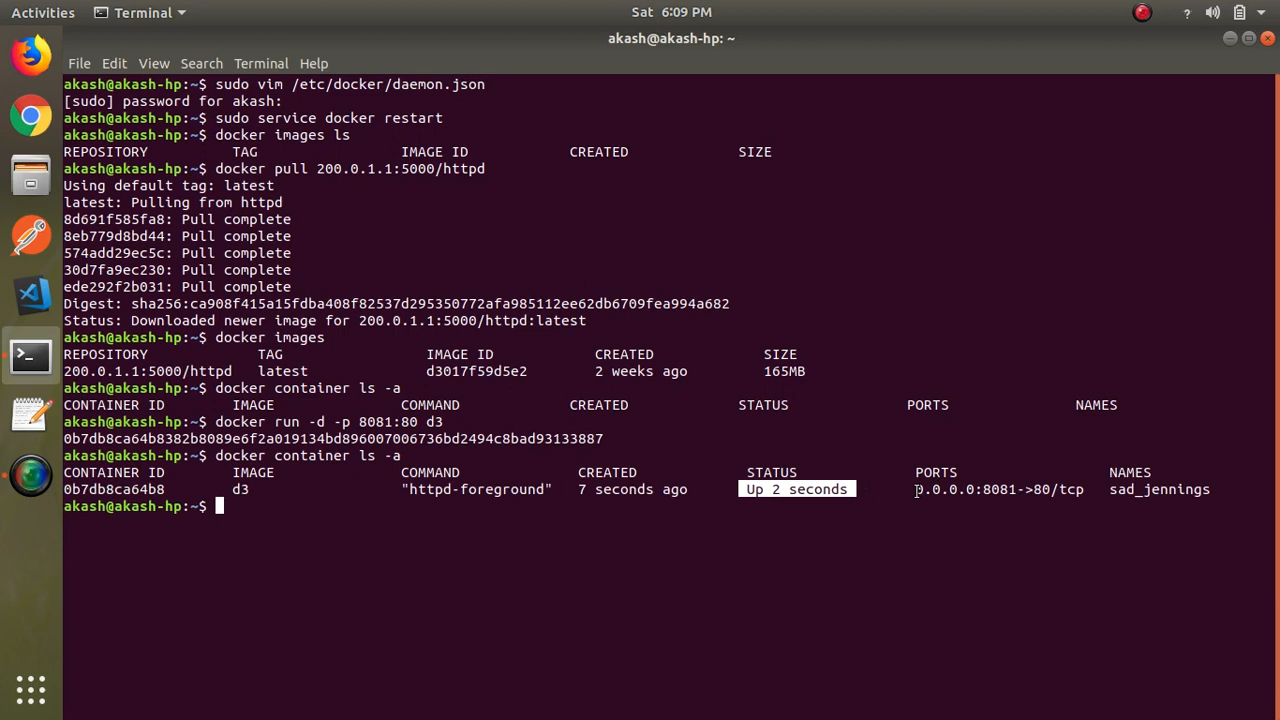 Activities Terminal Sat 6:09 PM ?
akash@akash-hp: ~
File Edit View Search Terminal Help
akash@akash-hp:~$ sudo vim /etc/docker/daemon.json
[sudo] password for akash:
akash@akash-hp:~$ sudo service docker restart
akash@akash-hp:~$ docker images ls
REPOSITORY TAG IMAGE ID CREATED SIZE
akash@akash-hp:~$ docker pull 200.0.1.1:5000/httpd
Using default tag: latest
latest: Pulling from httpd
8d691f585fa8: Pull complete
8eb779d8bd44: Pull complete
574add29ec5c: Pull complete
30d7fa9ec230: Pull complete
ede292f2b031: Pull complete
Digest: sha256:ca908f415a15fdba408f82537d295350772afa985112ee62db6709fea994a682
Status: Downloaded newer image for 200.0.1.1:5000/httpd:latest
akash@akash-hp:~$ docker images
REPOSITORY TAG IMAGE ID CREATED SIZE
200.0.1.1:5000/httpd latest d3017f59d5e2 2 weeks ago 165MB
akash@akash-hp:~$ docker container ls -a
CONTAINER ID IMAGE COMMAND CREATED STATUS PORTS NAMES
akash@akash-hp:~$ docker run -d -p 8081:80 d3
0b7db8ca64b8382b8089e6f2a019134bd896007006736bd2494c8bad93133887
akash@akash-hp:~$ docker container ls -a
CONTAINER ID IMAGE COMMAND CREATED STATUS PORTS NAMES
0b7db8ca64b8 d3 "httpd-foreground" 7 seconds ago Up 2 seconds 0.0.0.0:8081->80/tcp sad_jennings
akash@akash-hp:~$